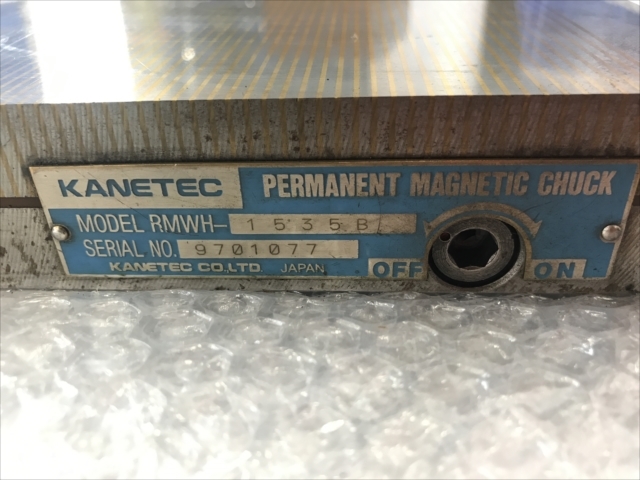 KANETEC PERMANENT MAGNETIC CHUCK
MODEL RMWH- 1535B
SERIAL NO. 9701077
KANETEC CO., LTD. JAPAN OFF ON